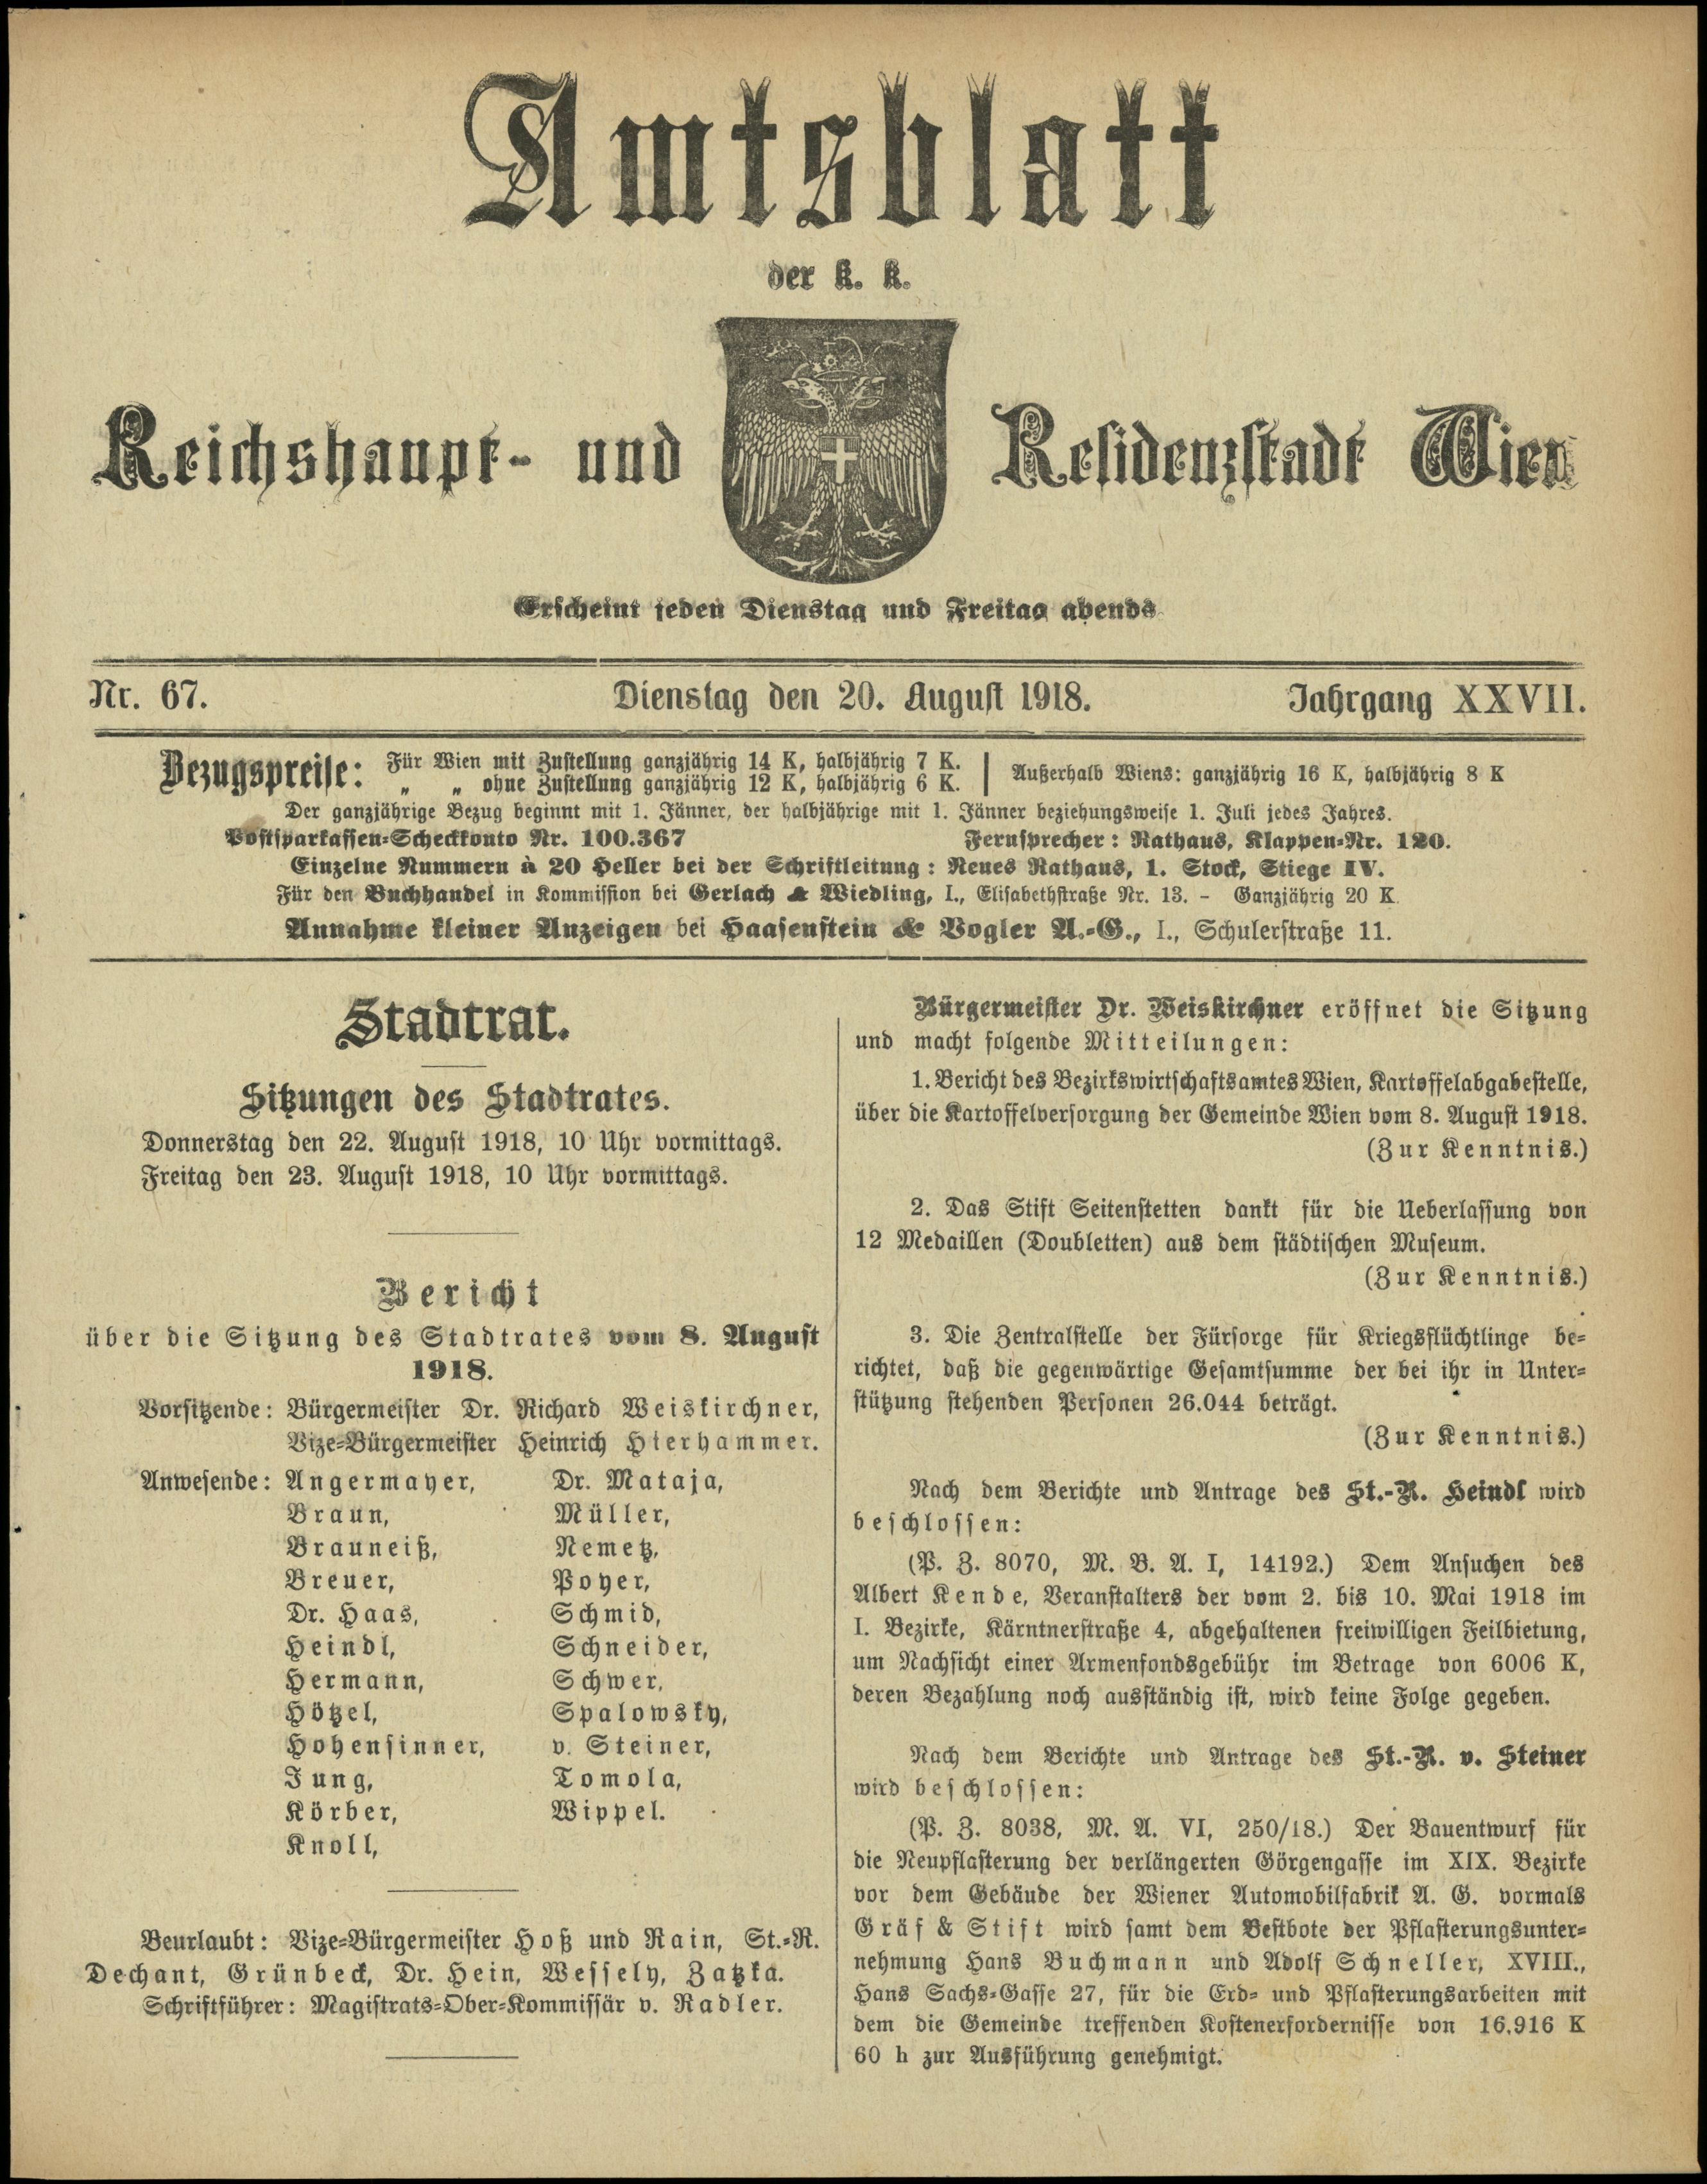 Amtsblatt
der k. k.
Reichshaupt- und Residenzstadt Wien
Erscheint jeden Dienstag und Freitag abends
Nr. 67. Dienstag den 20. August 1918. Jahrgang XXVII.
Bezugspreise: Für Wien mit Zustellung ganzjährig 14 K, halbjährig 7 K.
„ „ ohne Zustellung ganzjährig 12 K, halbjährig 6 K.
Außerhalb Wiens: ganzjährig 16 K, halbjährig 8 K
Der ganzjährige Bezug beginnt mit 1. Jänner, der halbjährige mit 1. Jänner beziehungsweise 1. Juli jedes Jahres.
Postsparkassen-Scheckkonto Nr. 100.367 Fernsprecher: Rathaus, Klappen-Nr. 120.
Einzelne Nummern à 20 Heller bei der Schriftleitung: Neues Rathaus, 1. Stock, Stiege IV.
Für den Buchhandel in Kommission bei Gerlach & Wiedling, I., Elisabethstraße Nr. 13. – Ganzjährig 20 K.
Annahme kleiner Anzeigen bei Haasenstein & Vogler A.-G., I., Schulerstraße 11.
Stadtrat.
Sitzungen des Stadtrates.
Donnerstag den 22. August 1918, 10 Uhr vormittags.
Freitag den 23. August 1918, 10 Uhr vormittags.
Bericht
über die Sitzung des Stadtrates vom 8. August
1918.
Vorsitzende: Bürgermeister Dr. Richard Weiskirchner,
Vize-Bürgermeister Heinrich Hierhammer.
Anwesende: Angermayer, Dr. Mataja,
Braun, Müller,
Brauneiß, Nemetz,
Breuer, Poyer,
Dr. Haas, Schmid,
Heindl, Schneider,
Hermann, Schwer,
Hötzel, Spalowsky,
Hohensinner, v. Steiner,
Jung, Tomola,
Körber, Wippel.
Knoll,
Beurlaubt: Vize-Bürgermeister Hoß und Rain, St.-R.
Dechant, Grünbeck, Dr. Hein, Wessely, Zatzka.
Schriftführer: Magistrats-Ober-Kommissär v. Radler.
Bürgermeister Dr. Weiskirchner eröffnet die Sitzung
und macht folgende Mitteilungen:
1. Bericht des Bezirkswirtschaftsamtes Wien, Kartoffelabgabestelle,
über die Kartoffelversorgung der Gemeinde Wien vom 8. August 1918.
(Zur Kenntnis.)
2. Das Stift Seitenstetten dankt für die Ueberlassung von
12 Medaillen (Doubletten) aus dem städtischen Museum.
(Zur Kenntnis.)
3. Die Zentralstelle der Fürsorge für Kriegsflüchtlinge be-
richtet, daß die gegenwärtige Gesamtsumme der bei ihr in Unter-
stützung stehenden Personen 26.044 beträgt.
(Zur Kenntnis.)
Nach dem Berichte und Antrage des St.-R. Heindl wird
beschlossen:
(P. Z. 8070, M. B. A. I, 14192.) Dem Ansuchen des
Albert Kende, Veranstalters der vom 2. bis 10. Mai 1918 im
I. Bezirke, Kärntnerstraße 4, abgehaltenen freiwilligen Feilbietung,
um Nachsicht einer Armenfondsgebühr im Betrage von 6006 K,
deren Bezahlung noch ausständig ist, wird keine Folge gegeben.
Nach dem Berichte und Antrage des St.-R. v. Steiner
wird beschlossen:
(P. Z. 8038, M. A. VI, 250/18.) Der Bauentwurf für
die Neupflasterung der verlängerten Görgengasse im XIX. Bezirke
vor dem Gebäude der Wiener Automobilfabrik A. G. vormals
Gräf & Stift wird samt dem Bestbote der Pflasterungsunter-
nehmung Hans Buchmann und Adolf Schneller, XVIII.,
Hans Sachs-Gasse 27, für die Erd- und Pflasterungsarbeiten mit
dem die Gemeinde treffenden Kostenerfordernisse von 16.916 K
60 h zur Ausführung genehmigt.